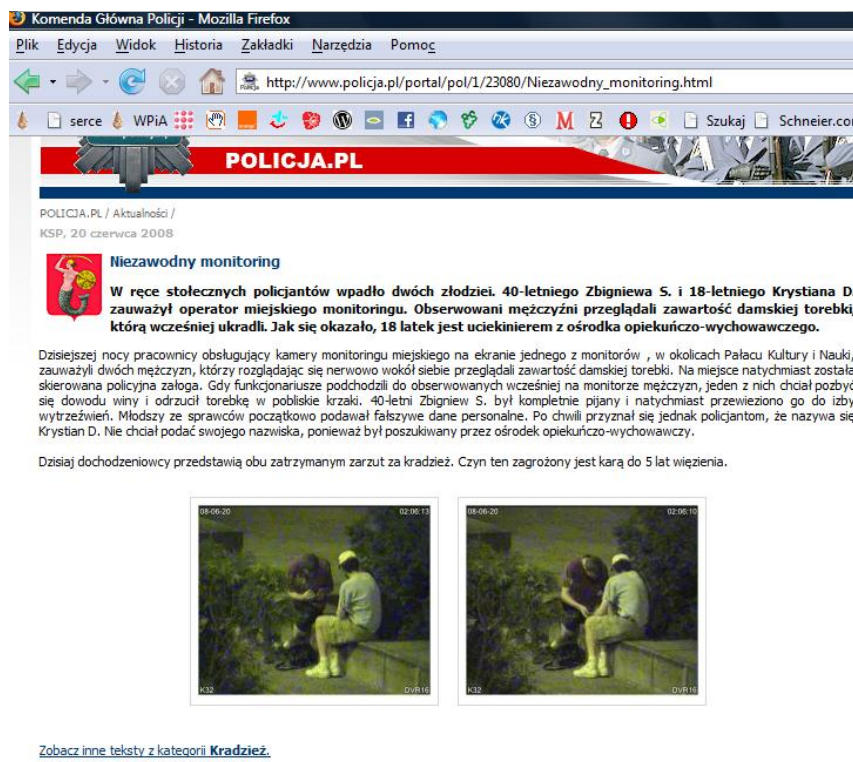 Komenda Główna Policji - Mozilla Firefox
Plik Edycja Widok Historia Zakładki Narzędzia Pomoc
http://www.policja.pl/portal/pol/1/23080/Niezawodny_monitoring.html
serce WPiA Szukaj Schneier.co
POLICJA.PL
POLICJA.PL / Aktualności /
KSP, 20 czerwca 2008
Niezawodny monitoring
W ręce stołecznych policjantów wpadło dwóch złodziei. 40-letniego Zbigniewa S. i 18-letniego Krystiana D.
zauważył operator miejskiego monitoringu. Obserwowani mężczyźni przeglądali zawartość damskiej torebki,
którą wcześniej ukradli. Jak się okazało, 18 latek jest uciekinierem z ośrodka opiekuńczo-wychowawczego.
Dzisiejszej nocy pracownicy obsługujący kamery monitoringu miejskiego na ekranie jednego z monitorów , w okolicach Pałacu Kultury i Nauki,
zauważyli dwóch mężczyzn, którzy rozglądając się nerwowo wokół siebie przeglądali zawartość damskiej torebki. Na miejsce natychmiast została
skierowana policyjna załoga. Gdy funkcjonariusze podchodzili do obserwowanych wcześniej na monitorze mężczyzn, jeden z nich chciał pozbyć
się dowodu winy i odrzucił torebkę w pobliskie krzaki. 40-letni Zbigniew S. był kompletnie pijany i natychmiast przewieziono go do izby
wytrzeźwień. Młodszy ze sprawców początkowo podawał fałszywe dane personalne. Po chwili przyznał się jednak policjantom, że nazywa się
Krystian D. Nie chciał podać swojego nazwiska, ponieważ był poszukiwany przez ośrodek opiekuńczo-wychowawczy.
Dzisiaj dochodzeniowcy przedstawią obu zatrzymanym zarzut za kradzież. Czyn ten zagrożony jest karą do 5 lat więzienia.
08-06-20 02:06:13 08-06-20 02:06:10
K32 DVR16 K32 DVR16
Zobacz inne teksty z kategorii Kradzież.